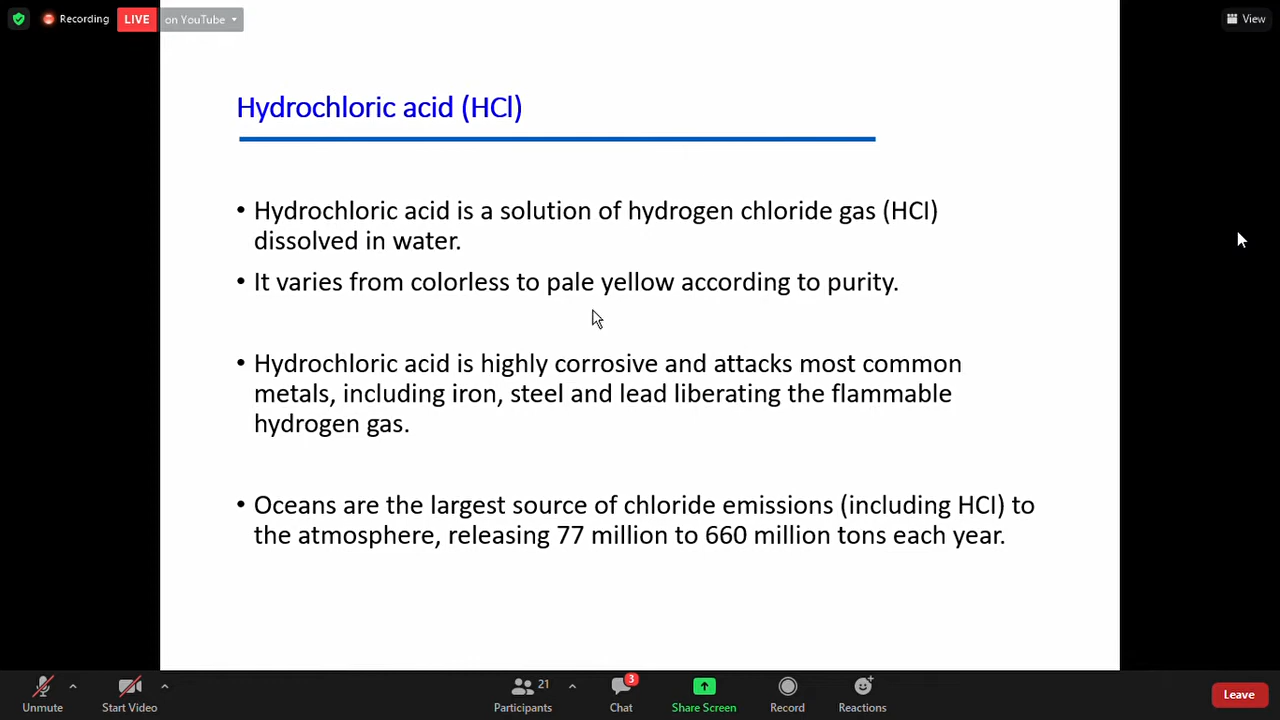 Recording
LIVE
on YouTube
View
Hydrochloric acid (HCl)
• Hydrochloric acid is a solution of hydrogen chloride gas (HCl)
dissolved in water.
• It varies from colorless to pale yellow according to purity.
• Hydrochloric acid is highly corrosive and attacks most common
metals, including iron, steel and lead liberating the flammable
hydrogen gas.
• Oceans are the largest source of chloride emissions (including HCl) to
the atmosphere, releasing 77 million to 660 million tons each year.
21
3
Unmute
Start Video
Participants
Chat
Share Screen
Record
Reactions
Leave